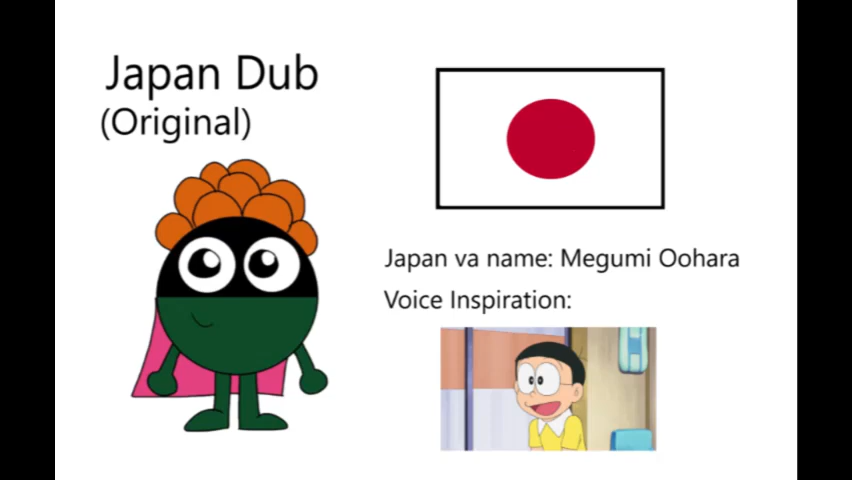 Japan Dub
(Original)
Japan va name: Megumi Oohara
Voice Inspiration: